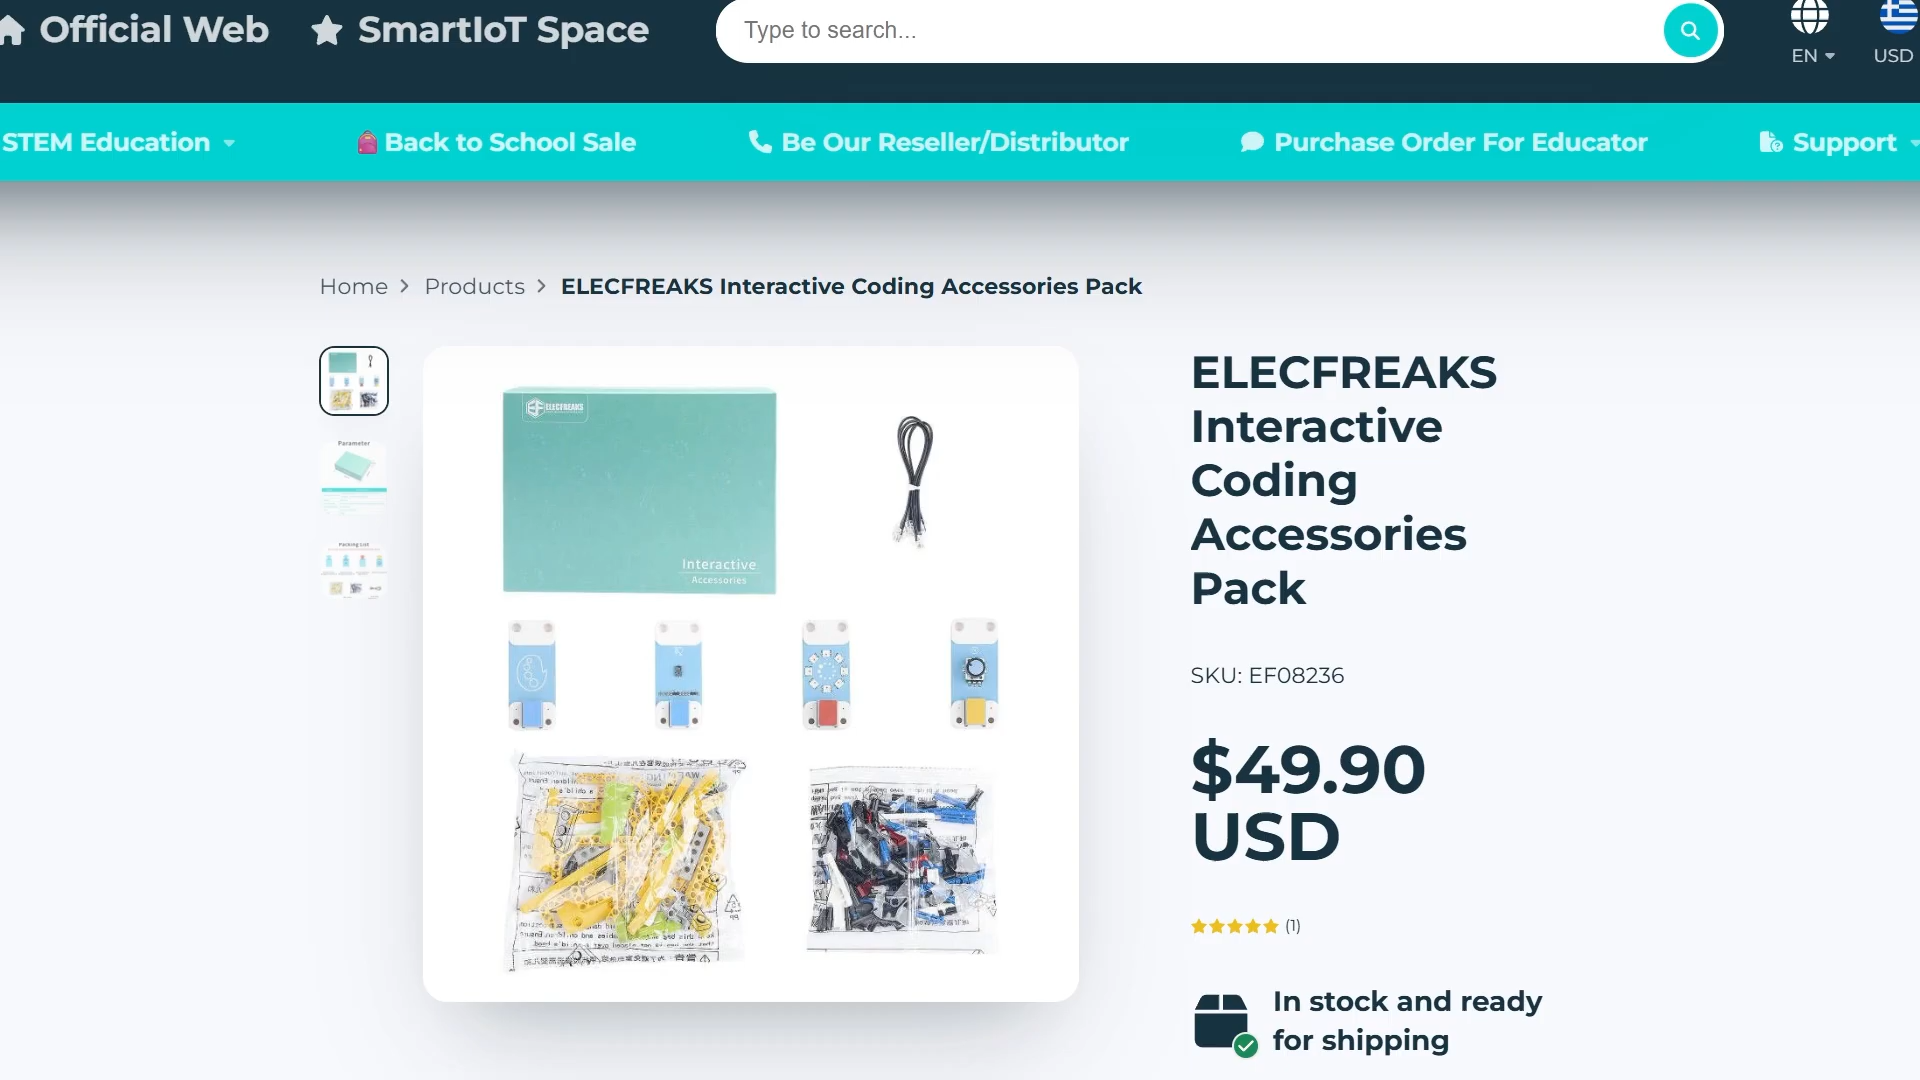 Official Web
SmartIoT Space
Type to search...
EN
USD
STEM Education
Back to School Sale
Be Our Reseller/Distributor
Purchase Order For Educator
Support
Home
Products
ELECFREAKS Interactive Coding Accessories Pack
ELECFREAKS
Interactive
Accessories
Parameter
Packing List
ELECFREAKS
Interactive
Coding
Accessories
Pack
SKU: EF08236
$49.90
USD
(1)
In stock and ready
for shipping